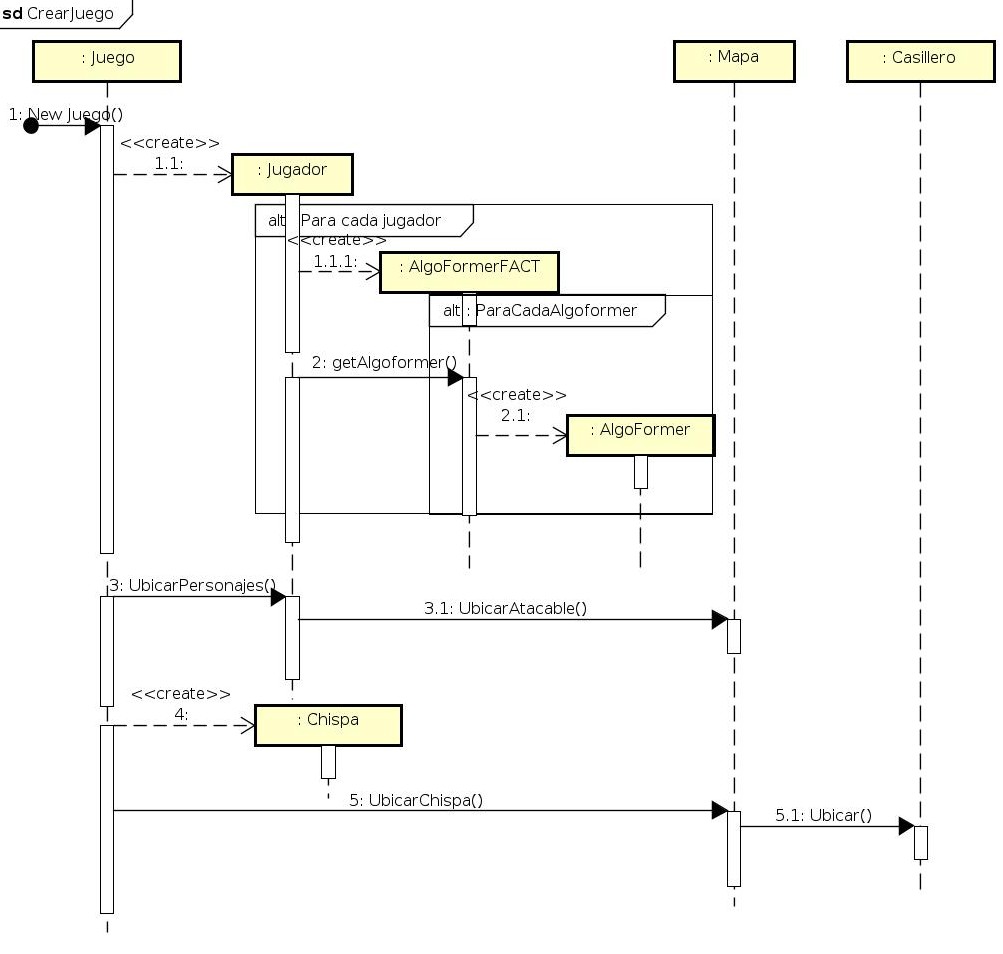 sd CrearJuego
: Juego
: Mapa
: Casillero
1: New Juego()
<<create>>
1.1:
: Jugador
alt : Para cada jugador
<<create>>
1.1.1:
: AlgoFormerFACT
alt : ParaCadaAlgoformer
2: getAlgoformer()
<<create>>
2.1:
: AlgoFormer
3: UbicarPersonajes()
3.1: UbicarAtacable()
<<create>>
4:
: Chispa
5: UbicarChispa()
5.1: Ubicar()